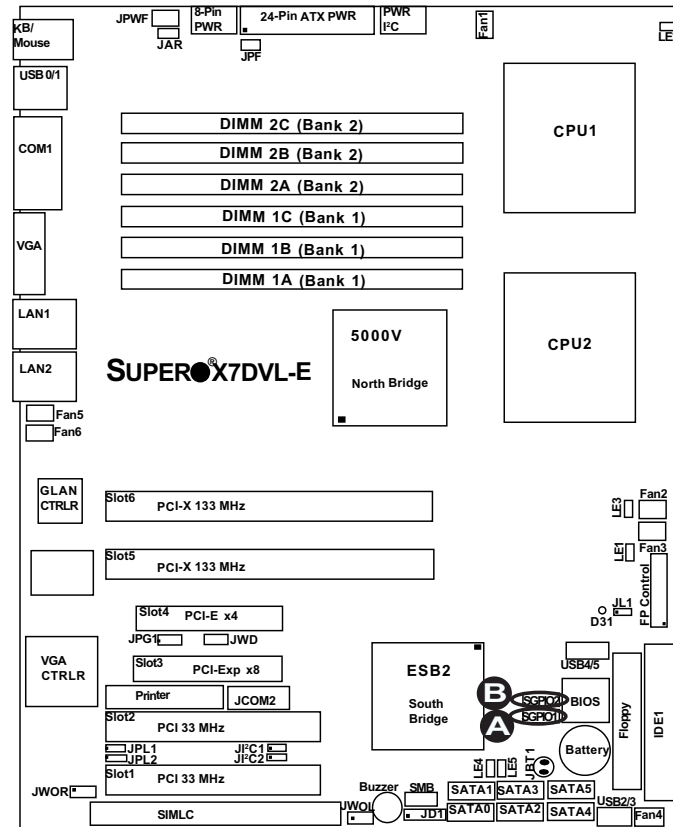 KB/
Mouse
JPWF
JAR
8-Pin
PWR
24-Pin ATX PWR
JPF
PWR
I²C
Fan1
LE
USB 0/1
COM1
VGA
LAN1
LAN2
Fan5
Fan6
DIMM 2C (Bank 2)
DIMM 2B (Bank 2)
DIMM 2A (Bank 2)
DIMM 1C (Bank 1)
DIMM 1B (Bank 1)
DIMM 1A (Bank 1)
CPU1
CPU2
5000V
North Bridge
SUPER●®X7DVL-E
GLAN
CTRLR
Slot6
PCI-X 133 MHz
Slot5
PCI-X 133 MHz
Slot4
PCI-E x4
JPG1
JWD
Slot3
PCI-Exp x8
VGA
CTRLR
Printer
JCOM2
Slot2
PCI 33 MHz
JPL1
JPL2
JI²C1
JI²C2
Slot1
PCI 33 MHz
JWOR
SIMLC
JWOL
Buzzer
SMB
JD1
ESB2
South
Bridge
B
A
SGPIO2
SGPIO1
LE3
Fan2
LE1
Fan3
FP Control
JL1
D31
USB4/5
BIOS
Floppy
IDE1
Battery
JBT1
LE4
LE5
SATA1
SATA3
SATA5
SATA0
SATA2
SATA4
USB2/3
Fan4